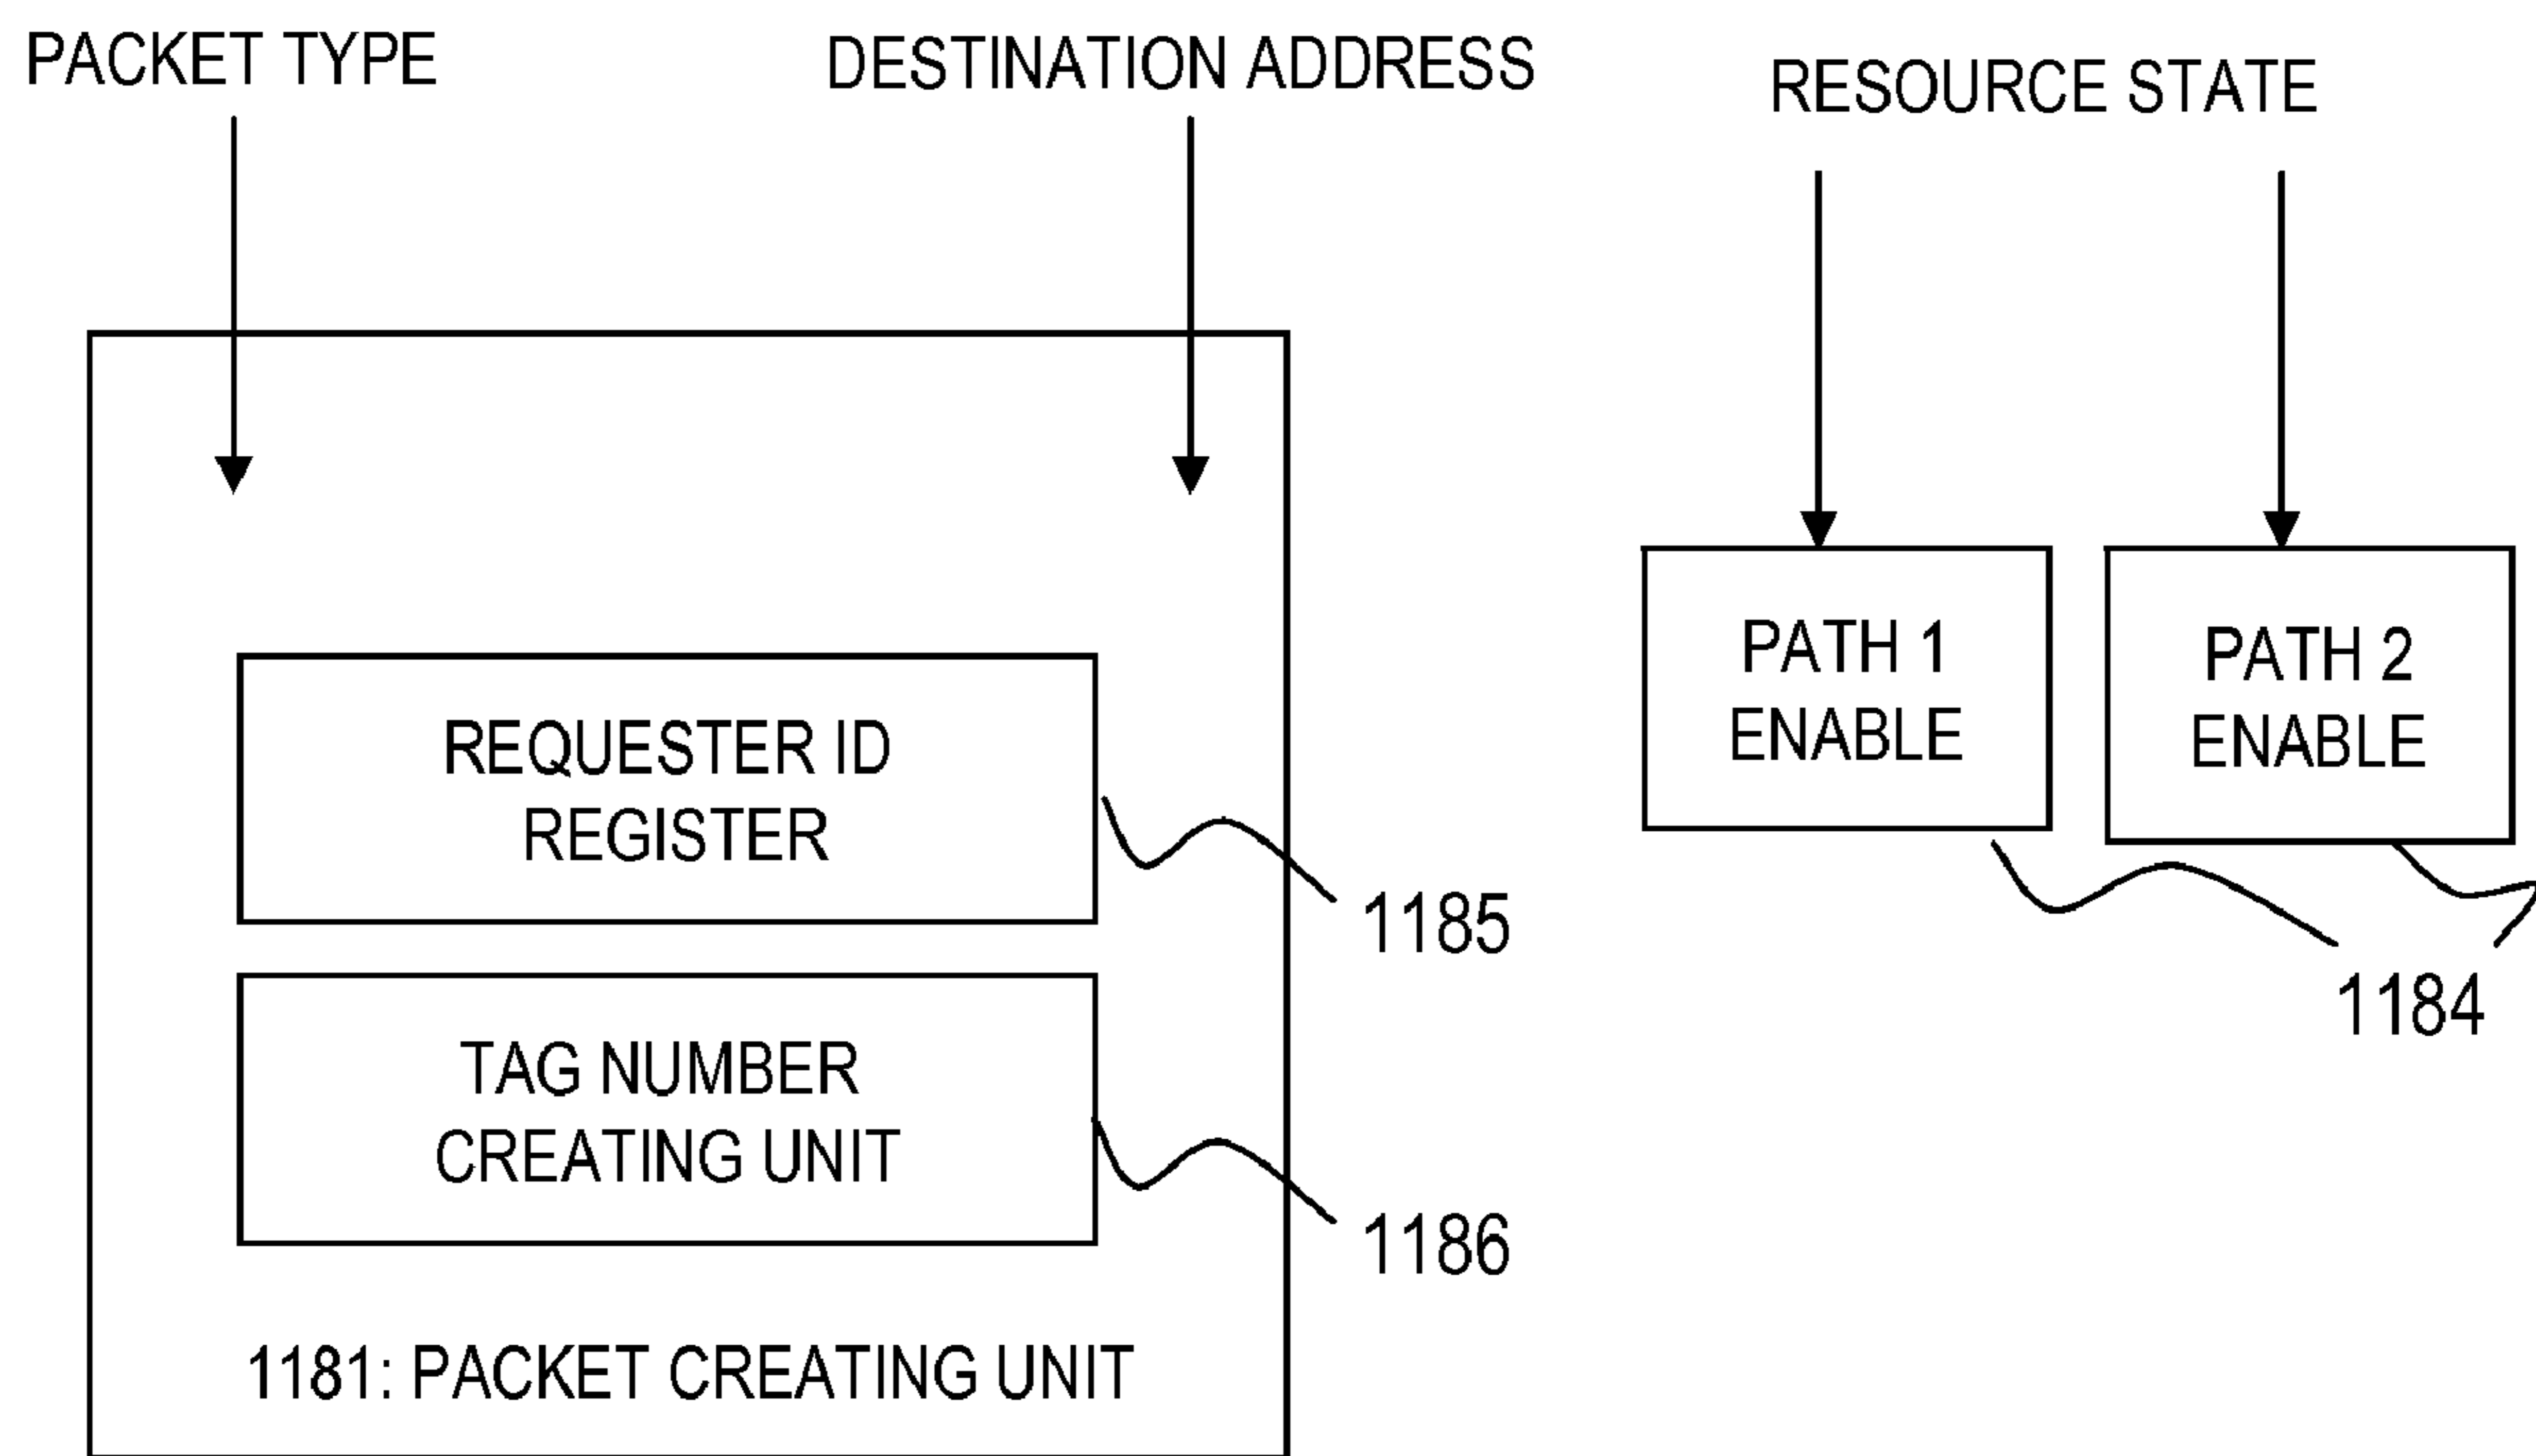 PACKET TYPE
DESTINATION ADDRESS
RESOURCE STATE
PATH 1
ENABLE
PATH 2
ENABLE
1184
REQUESTER ID
REGISTER
1185
TAG NUMBER
CREATING UNIT
1186
1181: PACKET CREATING UNIT